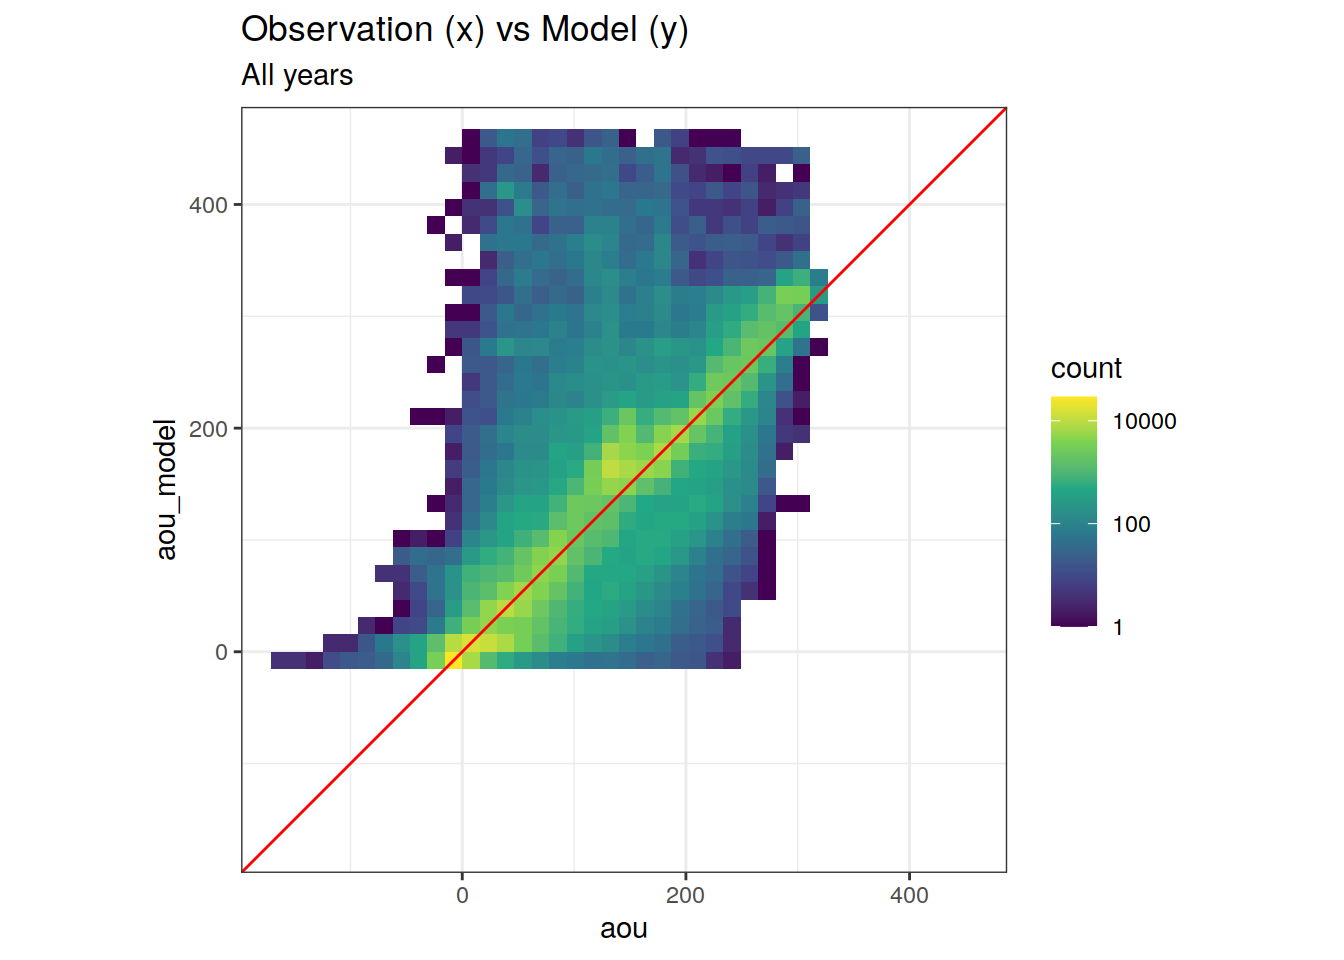 Observation (x) vs Model (y)
All years
400
200
0
aou_model
0
200
400
aou
count
10000
100
1